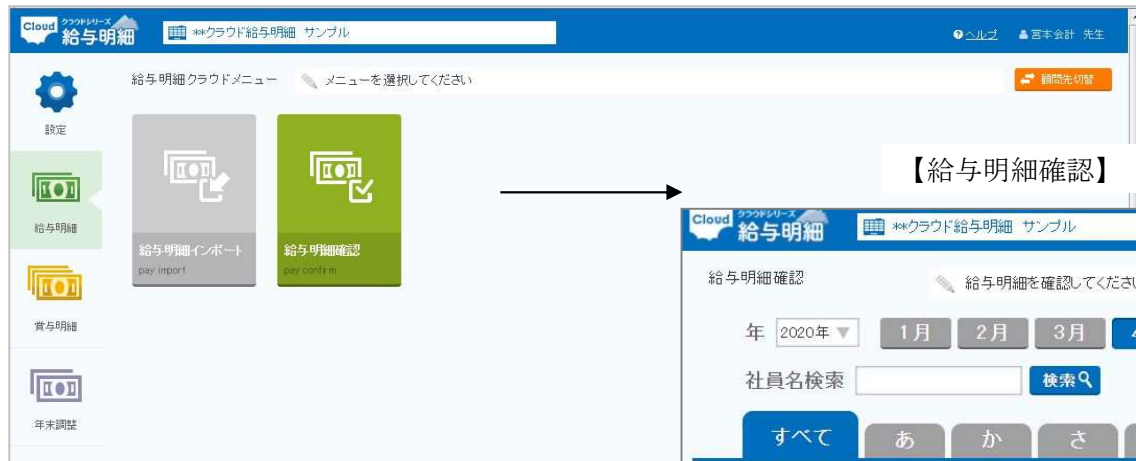 Cloud クラウドシリーズ 給与明細
**クラウド給与明細 サンプル
ヘルプ
宮本会計 先生
給与明細クラウドメニュー
メニューを選択してください
顧問先切替
設定
給与明細
賞与明細
年末調整
給与明細インポート
pay import
給与明細確認
pay confirm
【給与明細確認】
Cloud クラウドシリーズ 給与明細
**クラウド給与明細 サンプル
給与明細確認
給与明細を確認してくださ
年 2020年 1月 2月 3月
社員名検索 検索
すべて あ か さ